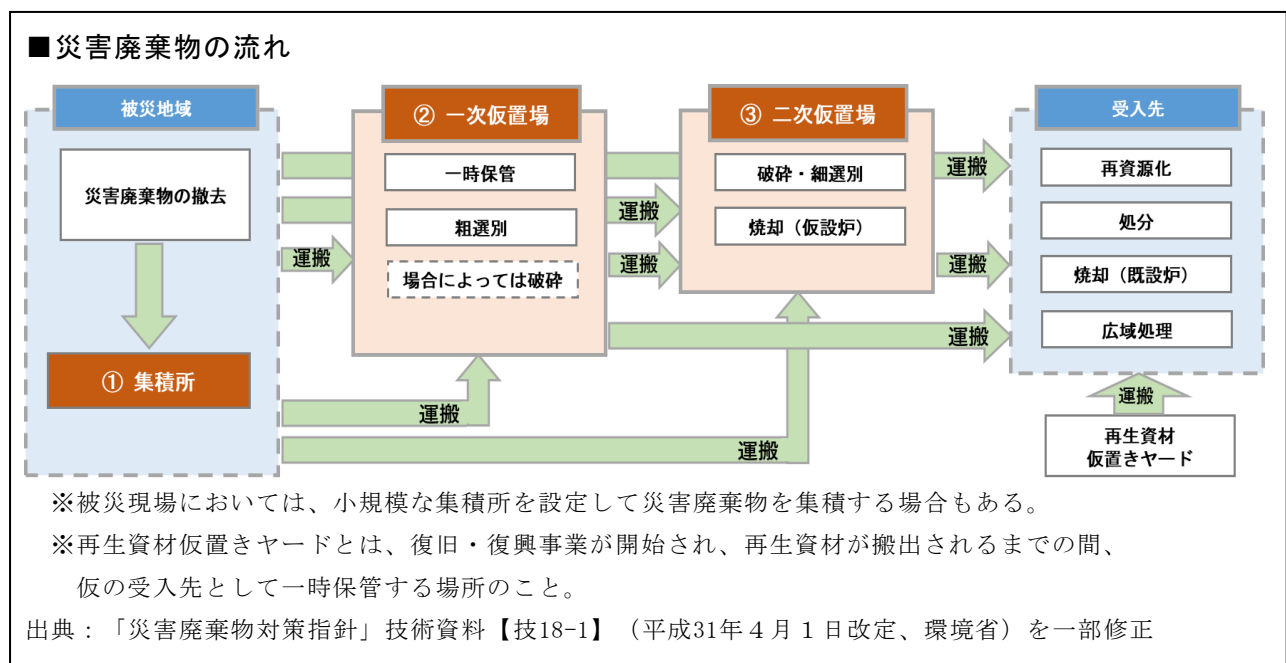 ■災害廃棄物の流れ
被災地域
災害廃棄物の撤去
① 集積所
運搬
運搬
運搬
② 一次仮置場
一時保管
粗選別
場合によっては破砕
運搬
運搬
運搬
③ 二次仮置場
破砕・細選別
焼却（仮設炉）
運搬
運搬
受入先
再資源化
処分
焼却（既設炉）
広域処理
運搬
再生資材
仮置きヤード
※被災現場においては、小規模な集積所を設定して災害廃棄物を集積する場合もある。
※再生資材仮置きヤードとは、復旧・復興事業が開始され、再生資材が搬出されるまでの間、
仮の受入先として一時保管する場所のこと。
出典：「災害廃棄物対策指針」技術資料【技18-1】（平成31年４月１日改定、環境省）を一部修正